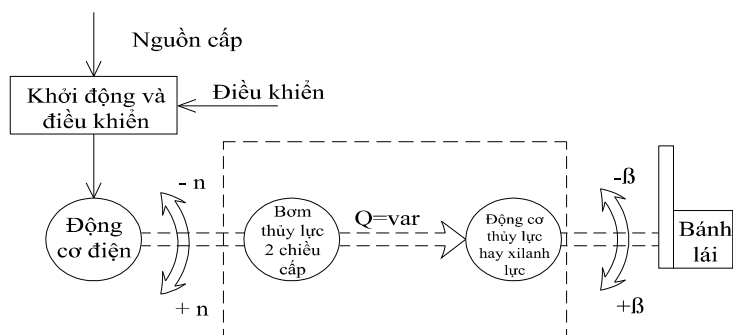 Nguồn cấp
Khởi động và
điều khiển
Điều khiển
- n
Động
cơ điện
+ n
Bơm
thủy lực
2 chiều
cấp
Q=var
Động cơ
thủy lực
hay xilanh
lực
-ß
+ß
Bánh
lái